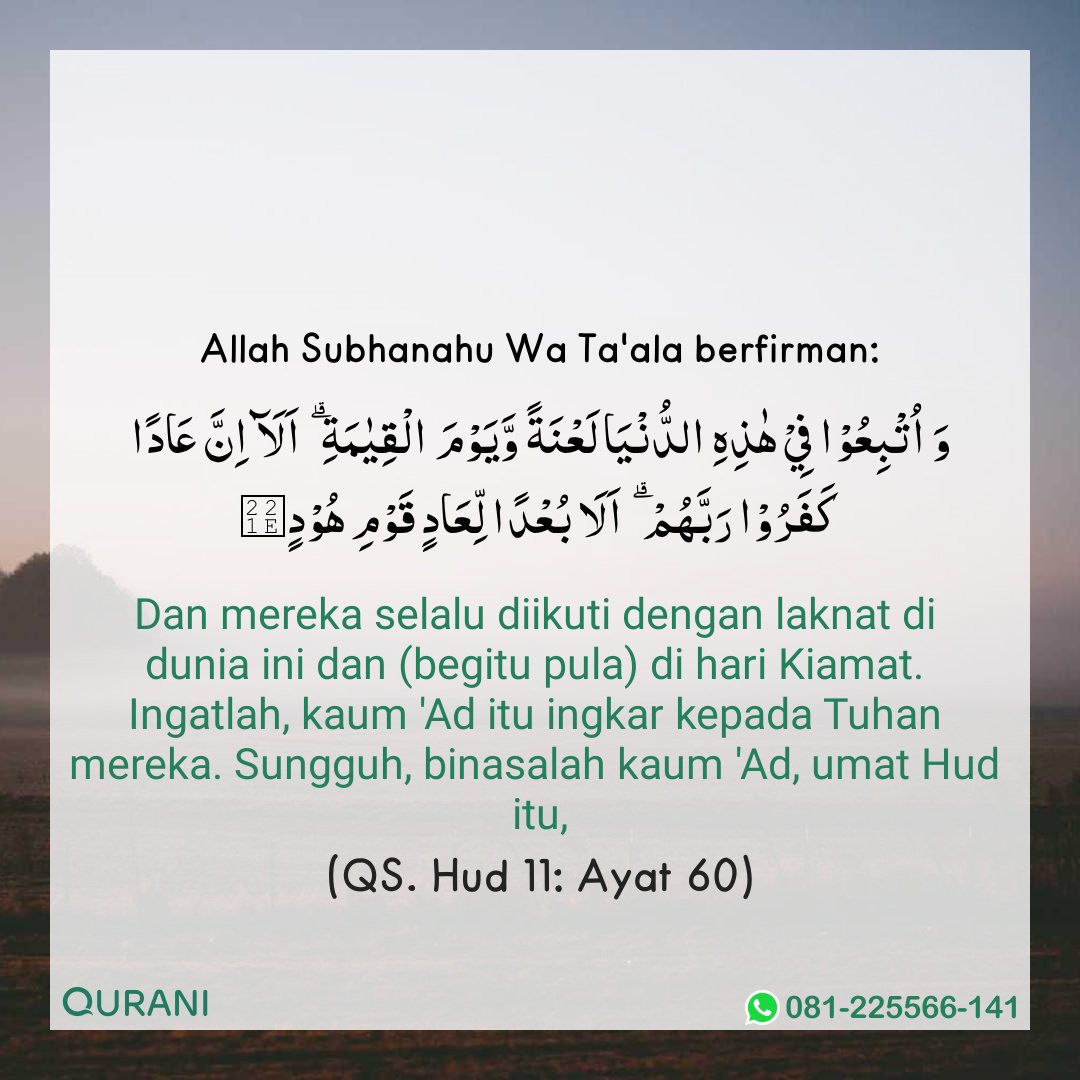 Allah Subhanahu Wa Ta'ala berfirman:
وَ اُتْبِعُوْا فِيْ هٰذِهِ الدُّنْيَا لَعْنَةً وَّيَوْمَ الْقِيٰمَةِ ۗ اَلَاۤ اِنَّ عَادًا
كَفَرُوْا رَبَّهُمْ ۗ اَلَا بُعْدًا لِّعَادٍ قَوْمِ هُوْدٍ
Dan mereka selalu diikuti dengan laknat di
dunia ini dan (begitu pula) di hari Kiamat.
Ingatlah, kaum 'Ad itu ingkar kepada Tuhan
mereka. Sungguh, binasalah kaum 'Ad, umat Hud
itu,
(QS. Hud 11: Ayat 60)
QURANI
081-225566-141